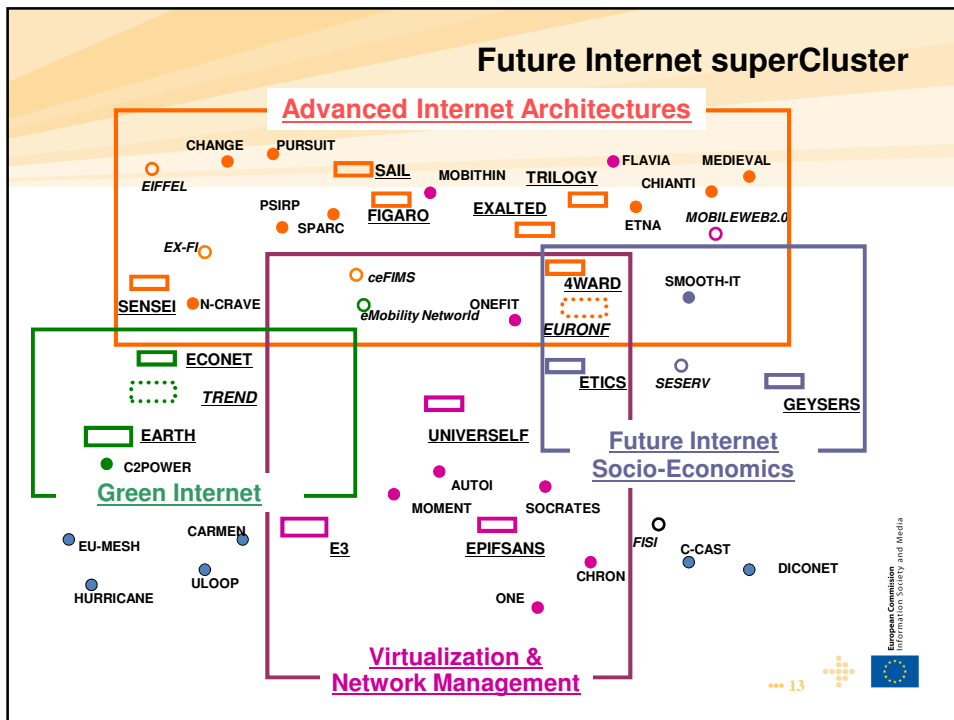 Future Internet superCluster
Advanced Internet Architectures
CHANGE
PURSUIT
EIFFEL
SAIL
MOBITHIN
FLAVIA
MEDIEVAL
TRILOGY
CHIANTI
PSIRP
SPARC
FIGARO
EXALTED
ETNA
MOBILEWEB2.0
EX-FI
SENSEI
N-CRAVE
ceFIMS
eMobility Networld
ONEFIT
4WARD
EURONF
SMOOTH-IT
ECONET
TREND
EARTH
C2POWER
Green Internet
ETICS
SESERV
GEYSERS
UNIVERSELF
Future Internet
Socio-Economics
AUTOI
MOMENT
SOCRATES
EU-MESH
CARMEN
HURRICANE
ULOOP
E3
EPIFSANS
FISI
C-CAST
DICONET
CHRON
ONE
Virtualization &
Network Management
European Commission
Information Society and Media
••• 13